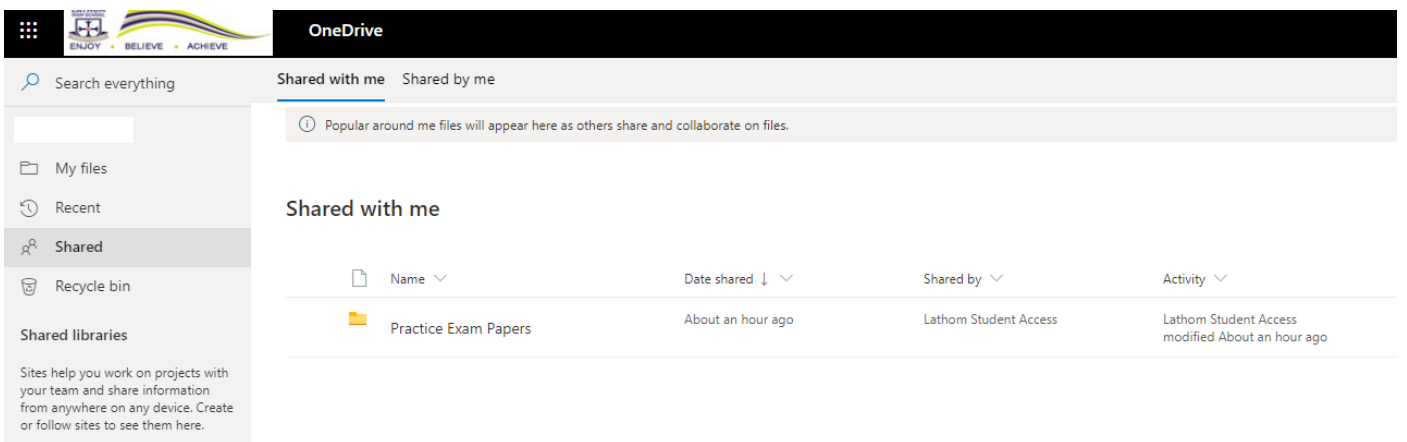 LATHOM
HIGH SCHOOL
ENJOY • BELIEVE • ACHIEVE
OneDrive
Search everything
Shared with me Shared by me
Popular around me files will appear here as others share and collaborate on files.
My files
Recent
Shared
Recycle bin
Shared libraries
Sites help you work on projects with
your team and share information
from anywhere on any device. Create
or follow sites to see them here.
Shared with me
Name Date shared ↓ Shared by Activity
Practice Exam Papers About an hour ago Lathom Student Access Lathom Student Access
modified About an hour ago